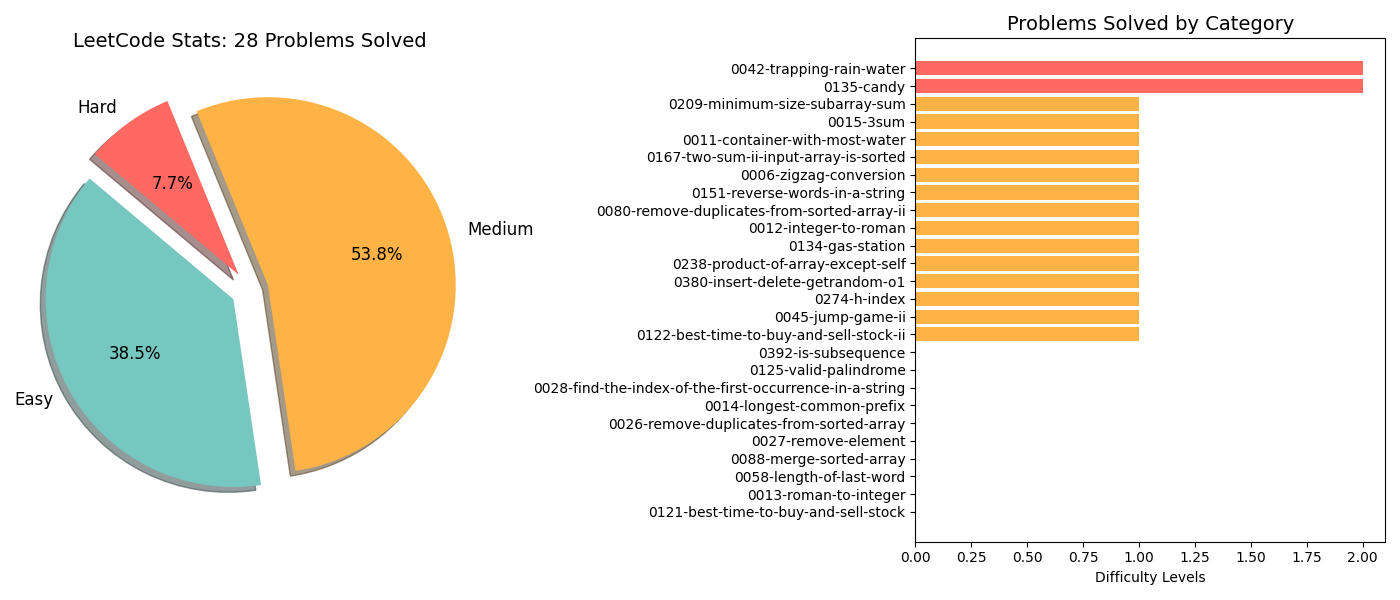 LeetCode Stats: 28 Problems Solved
Hard
7.7%
Medium
53.8%
38.5%
Easy
Problems Solved by Category
0042-trapping-rain-water
0135-candy
0209-minimum-size-subarray-sum
0015-3sum
0011-container-with-most-water
0167-two-sum-ii-input-array-is-sorted
0006-zigzag-conversion
0151-reverse-words-in-a-string
0080-remove-duplicates-from-sorted-array-ii
0012-integer-to-roman
0134-gas-station
0238-product-of-array-except-self
0380-insert-delete-getrandom-o1
0274-h-index
0045-jump-game-ii
0122-best-time-to-buy-and-sell-stock-ii
0392-is-subsequence
0125-valid-palindrome
0028-find-the-index-of-the-first-occurrence-in-a-string
0014-longest-common-prefix
0026-remove-duplicates-from-sorted-array
0027-remove-element
0088-merge-sorted-array
0058-length-of-last-word
0013-roman-to-integer
0121-best-time-to-buy-and-sell-stock
0.00 0.25 0.50 0.75 1.00 1.25 1.50 1.75 2.00
Difficulty Levels